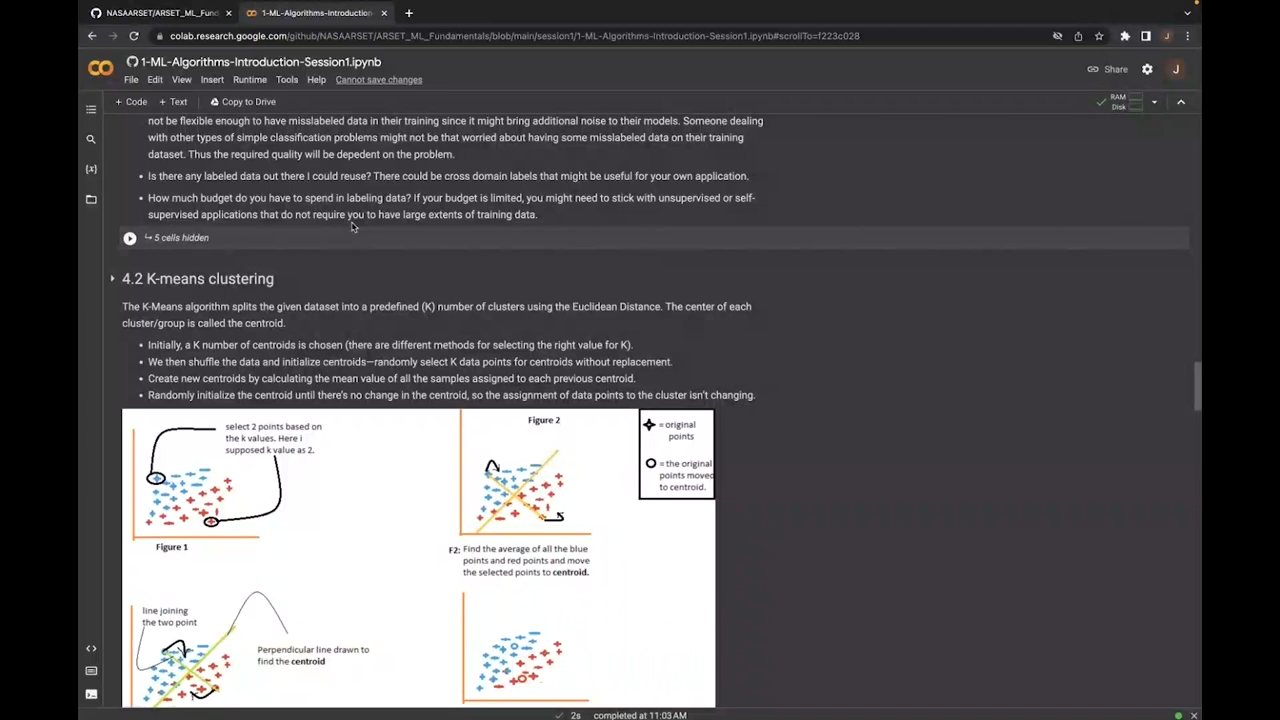 NASAARSET/ARSET_ML_Fund
1-ML-Algorithms-Introduction-
colab.research.google.com/github/NASAARSET/ARSET_ML_Fundamentals/blob/main/session1/1-ML-Algorithms-Introduction-Session1.ipynb#scrollTo=f223c028
J
1-ML-Algorithms-Introduction-Session1.ipynb
File Edit View Insert Runtime Tools Help Cannot save changes
Share
J
+ Code + Text Copy to Drive
RAM
Disk
not be flexible enough to have misslabeled data in their training since it might bring additional noise to their models. Someone dealing
with other types of simple classification problems might not be that worried about having some misslabeled data on their training
dataset. Thus the required quality will be depedent on the problem.
• Is there any labeled data out there I could reuse? There could be cross domain labels that might be useful for your own application.
• How much budget do you have to spend in labeling data? If your budget is limited, you might need to stick with unsupervised or self-
supervised applications that do not require you to have large extents of training data.
5 cells hidden
4.2 K-means clustering
The K-Means algorithm splits the given dataset into a predefined (K) number of clusters using the Euclidean Distance. The center of each
cluster/group is called the centroid.
• Initially, a K number of centroids is chosen (there are different methods for selecting the right value for K).
• We then shuffle the data and initialize centroids—randomly select K data points for centroids without replacement.
• Create new centroids by calculating the mean value of all the samples assigned to each previous centroid.
• Randomly initialize the centroid until there's no change in the centroid, so the assignment of data points to the cluster isn't changing.
select 2 points based on
the k values. Here i
supposed k value as 2.
Figure 1
Figure 2
= original
points
= the original
points moved
to centroid.
F2: Find the average of all the blue
points and red points and move
the selected points to centroid.
line joining
the two point
Perpendicular line drawn to
find the centroid
2s completed at 11:03 AM